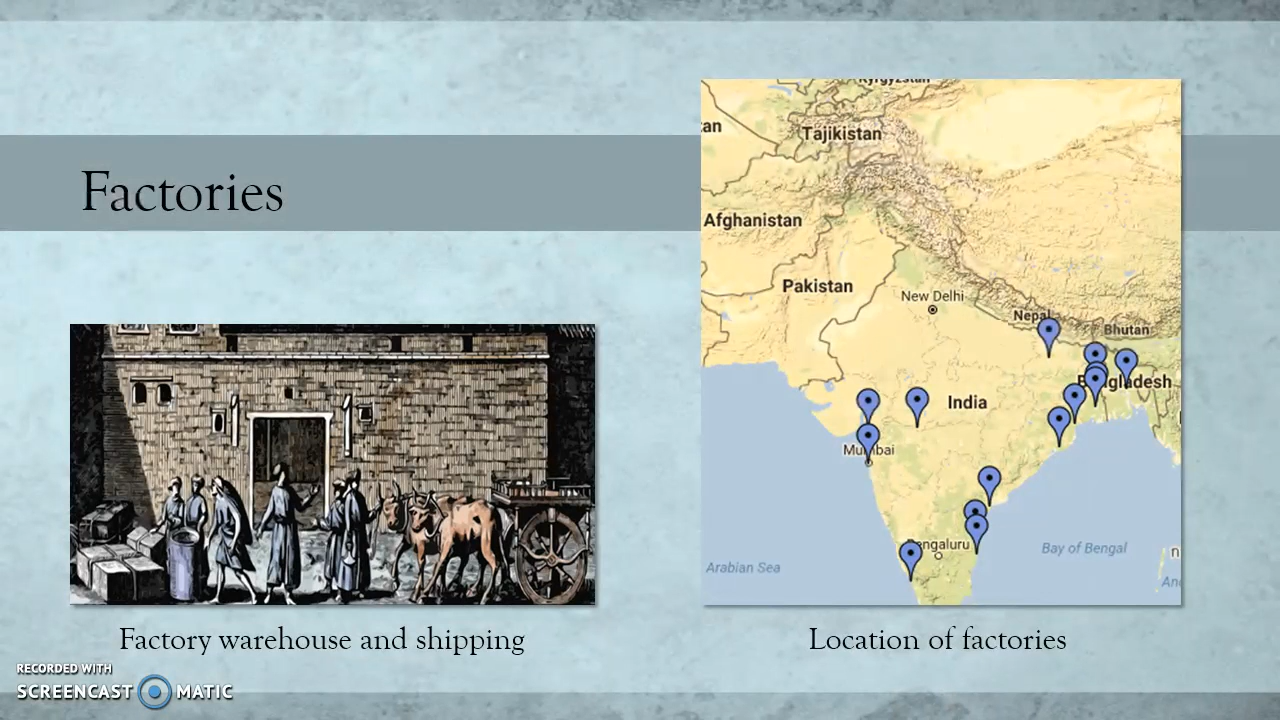 Factories
Kyrgyzstan
Tajikistan
Afghanistan
Pakistan
New Delhi
Nepal
Bhutan
India
Mumbai
Bengaluru
Bay of Bengal
Arabian Sea
Factory warehouse and shipping
Location of factories
RECORDED WITH
SCREENCAST MATIC